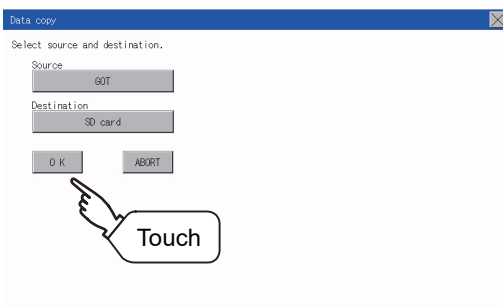 Data copy
Select source and destination.
Source
GOT
Destination
SD card
O K
ABORT
Touch